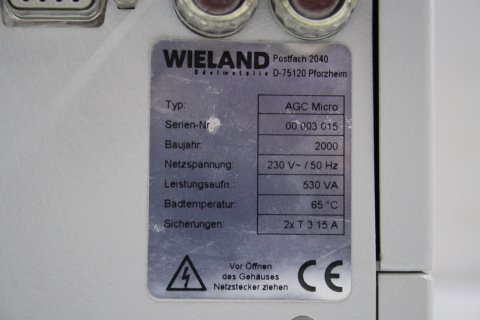 WIELAND Postfach 2040
Edelmetalle D-75120 Pforzheim
Typ: AGC Micro
Serien-Nr. 00 003 015
Baujahr: 2000
Netzspannung: 230 V~ / 50 Hz
Leistungsaufn.: 530 VA
Badtemperatur: 65 °C
Sicherungen: 2x T 3,15 A
Vor Öffnen
des Gehäuses
Netzstecker ziehen
CE